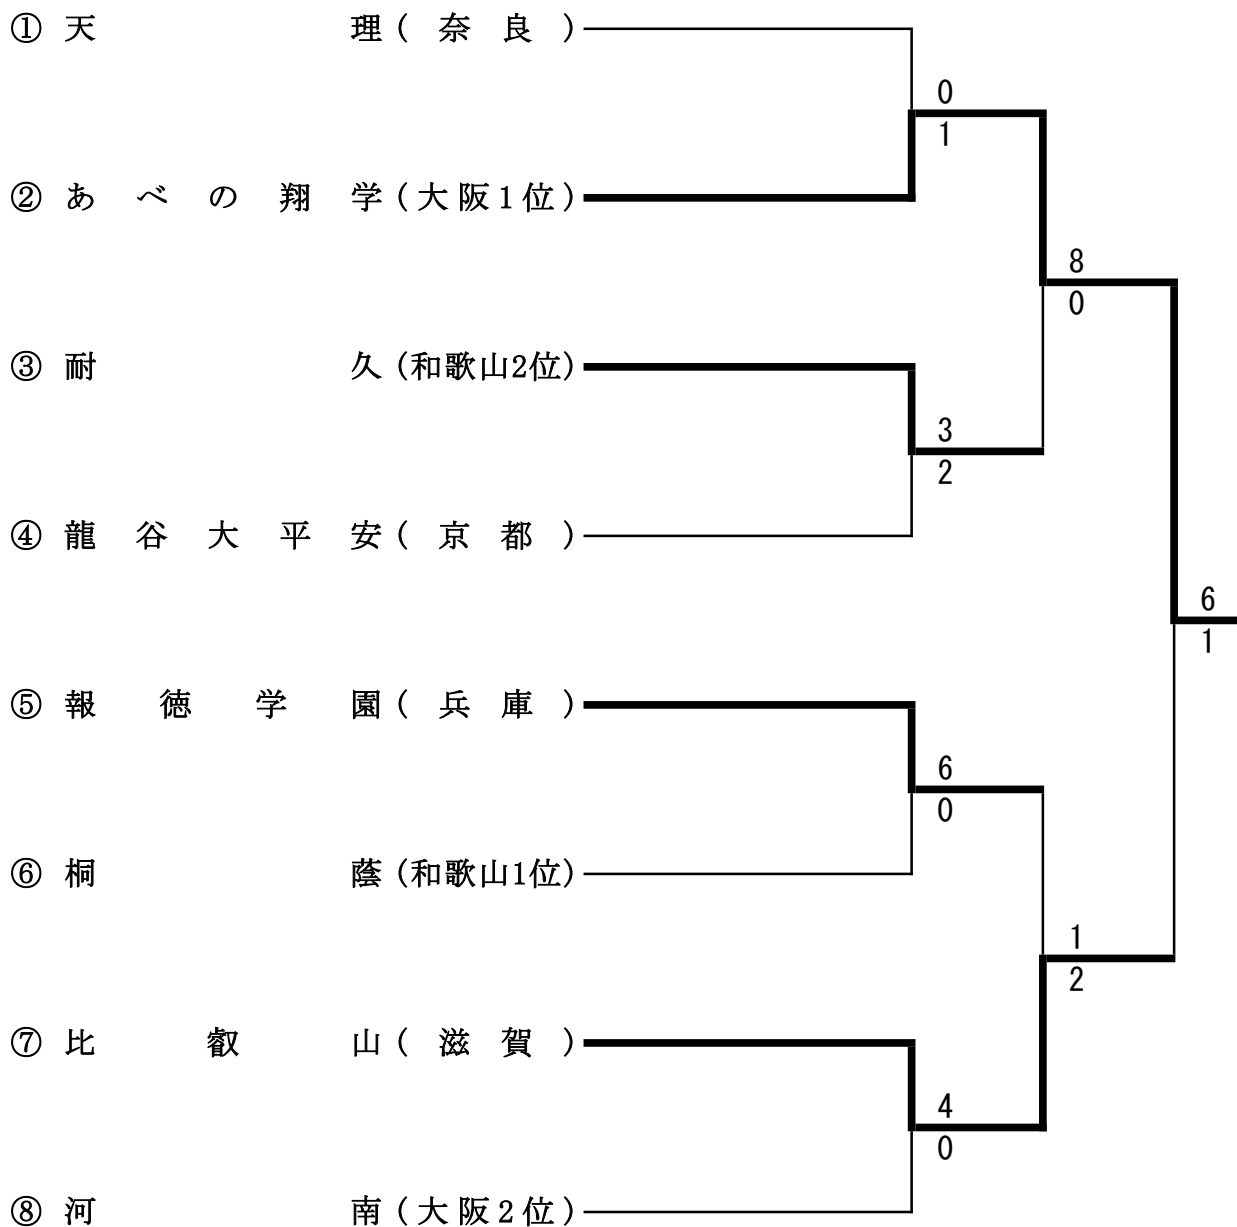 ① 天理(奈良)
0
1
② あべの翔学(大阪1位)
8
0
③ 耐久(和歌山2位)
3
2
④ 龍谷大平安(京都)
6
1
⑤ 報徳学園(兵庫)
6
0
⑥ 桐蔭(和歌山1位)
1
2
⑦ 比叡山(滋賀)
4
0
⑧ 河南(大阪2位)